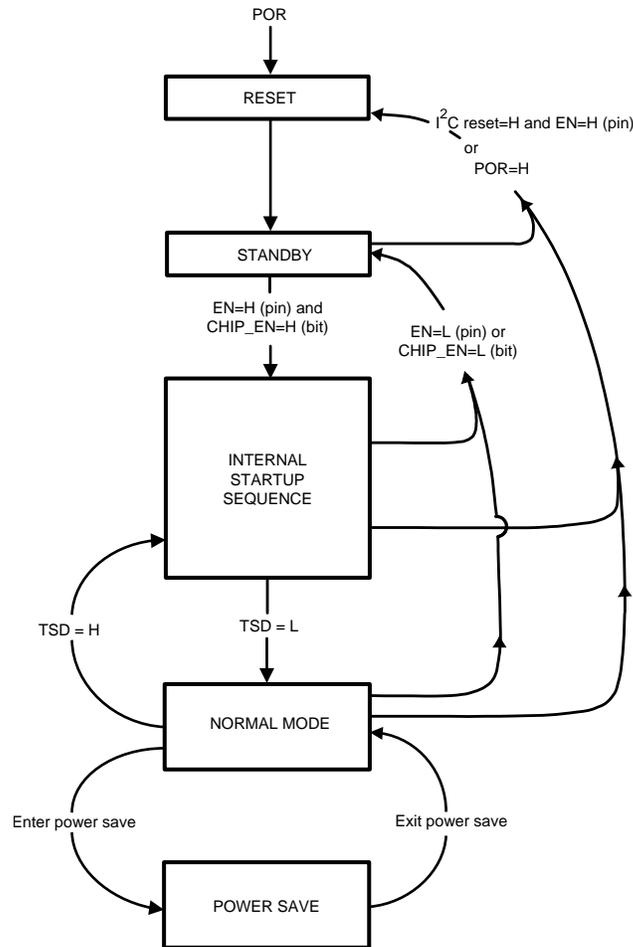 POR
RESET
I²C reset=H and EN=H (pin)
or
POR=H
STANDBY
EN=H (pin) and
CHIP_EN=H (bit)
EN=L (pin) or
CHIP_EN=L (bit)
INTERNAL
STARTUP
SEQUENCE
TSD = H
TSD = L
NORMAL MODE
Enter power save
Exit power save
POWER SAVE